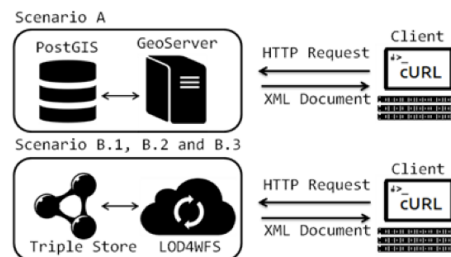 Scenario A
PostGIS
GeoServer
HTTP Request
XML Document
Client
cURL
Scenario B.1, B.2 and B.3
Triple Store
LOD4WFS
HTTP Request
XML Document
Client
cURL